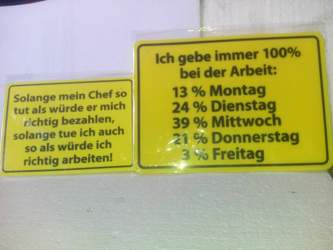 Solange mein Chef so
tut als würde er mich
richtig bezahlen,
solange tue ich auch
so als würde ich
richtig arbeiten!
Ich gebe immer 100%
bei der Arbeit:
13 % Montag
24 % Dienstag
39 % Mittwoch
21 % Donnerstag
3 % Freitag